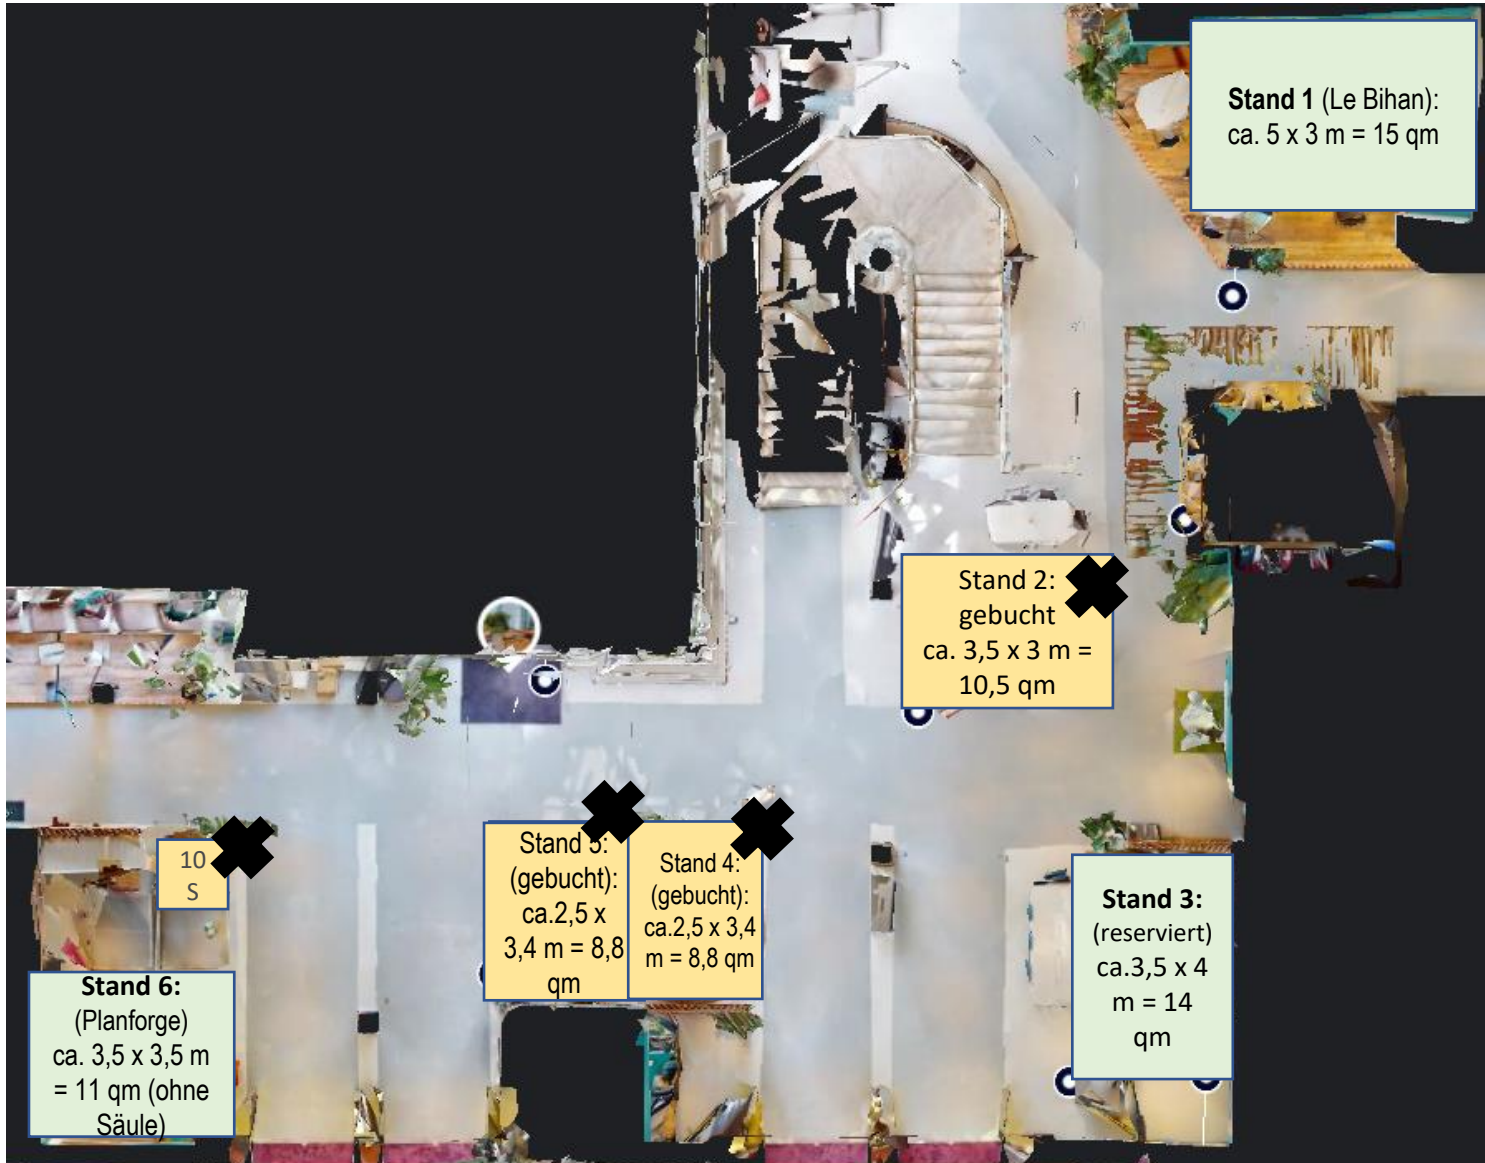 Stand 1 (Le Bihan):
ca. 5 x 3 m = 15 qm
Stand 2:
gebucht
ca. 3,5 x 3 m =
10,5 qm
10
S
Stand 5:
(gebucht):
ca.2,5 x
3,4 m = 8,8
qm
Stand 4:
(gebucht):
ca.2,5 x 3,4
m = 8,8 qm
Stand 3:
(reserviert)
ca.3,5 x 4
m = 14
qm
Stand 6:
(Planforge)
ca. 3,5 x 3,5 m
= 11 qm (ohne
Säule)